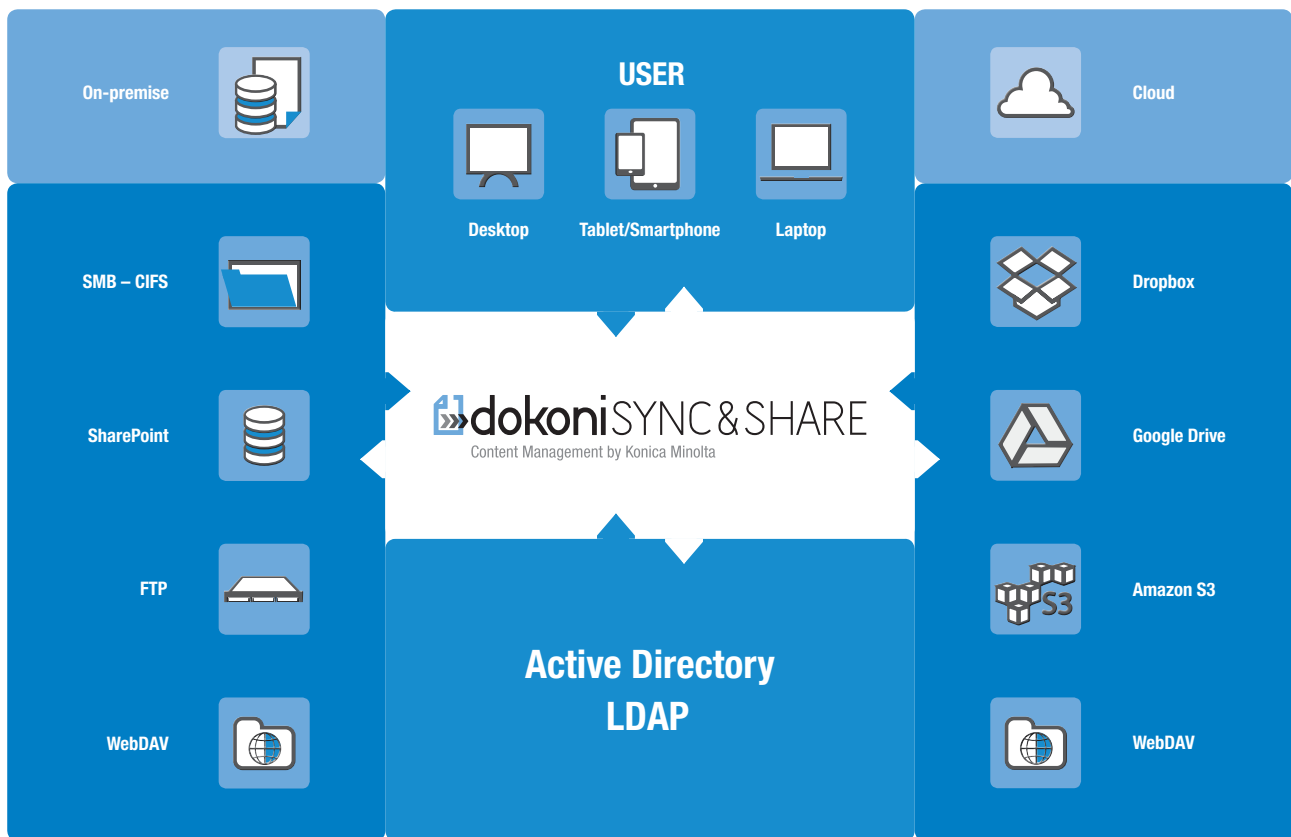 On-premise
SMB – CIFS
SharePoint
FTP
WebDAV
USER
Desktop
Tablet/Smartphone
Laptop
dokoni SYNC & SHARE
Content Management by Konica Minolta
Active Directory
LDAP
Cloud
Dropbox
Google Drive
Amazon S3
S3
WebDAV